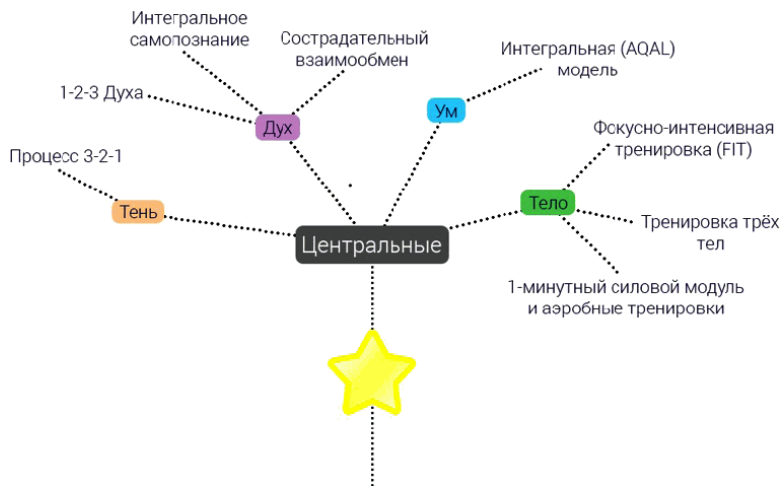 Интегральное
самопознание
Сострадательный
взаимообмен
1-2-3 Духа
Дух
Процесс 3-2-1
Тень
Интегральная (AQAL)
модель
Ум
Фокусно-интенсивная
тренировка (FIT)
Тело
Тренировка трёх
тел
1-минутный силовой модуль
и аэробные тренировки
Центральные